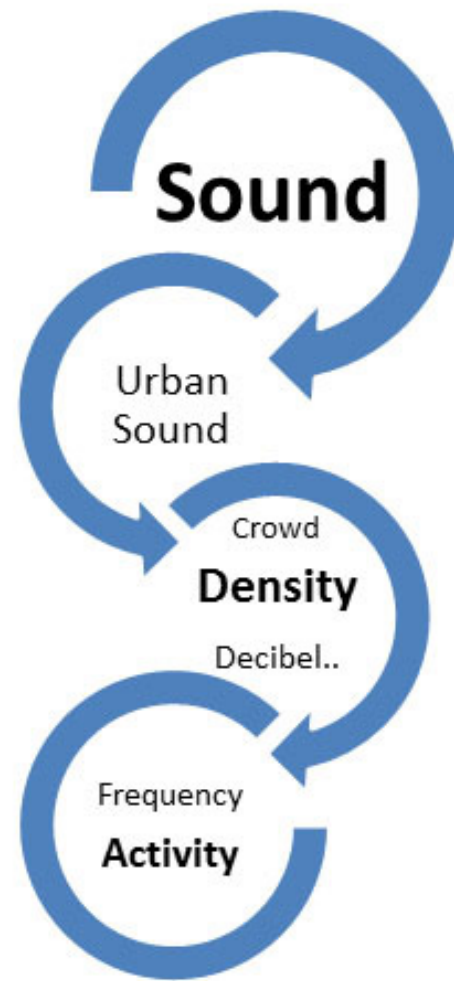 Sound
Urban
Sound
Crowd
Density
Decibel..
Frequency
Activity